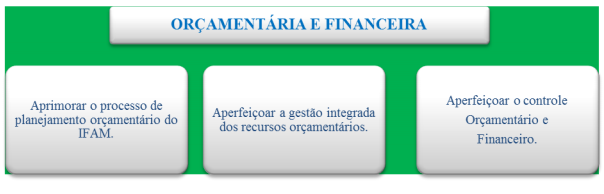 ORÇAMENTÁRIA E FINANCEIRA
Aprimorar o processo de
planejamento orçamentário do
IFAM.
Aperfeiçoar a gestão integrada
dos recursos orçamentários.
Aperfeiçoar o controle
Orçamentário e
Financeiro.